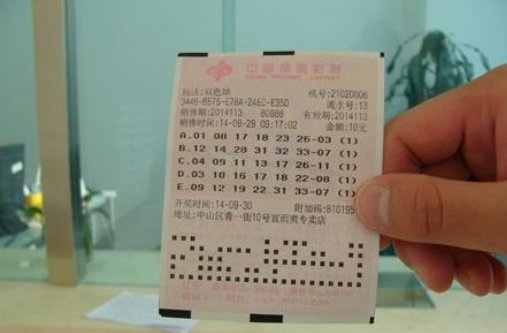 中国福利彩票
CHINA WELFARE LOTTERY
玩法:双色球 机号:21020006
3446-6575-E78A-2AEC-E35D 流水号:13
销售期:2014113 80888 有效期:2014113
销售时间:14-09-29 09:17:02 金额:10元
A.01 08 17 18 23 26-03 (1)
B.12 14 28 31 32 33-07 (1)
C.04 09 11 13 17 26-11 (1)
D.03 10 16 17 18 22-08 (1)
E.09 12 19 22 31 33-07 (1)
开奖时间:14-09-30 附加码:810195
地址:中山区青一街10号宜而爽专卖店